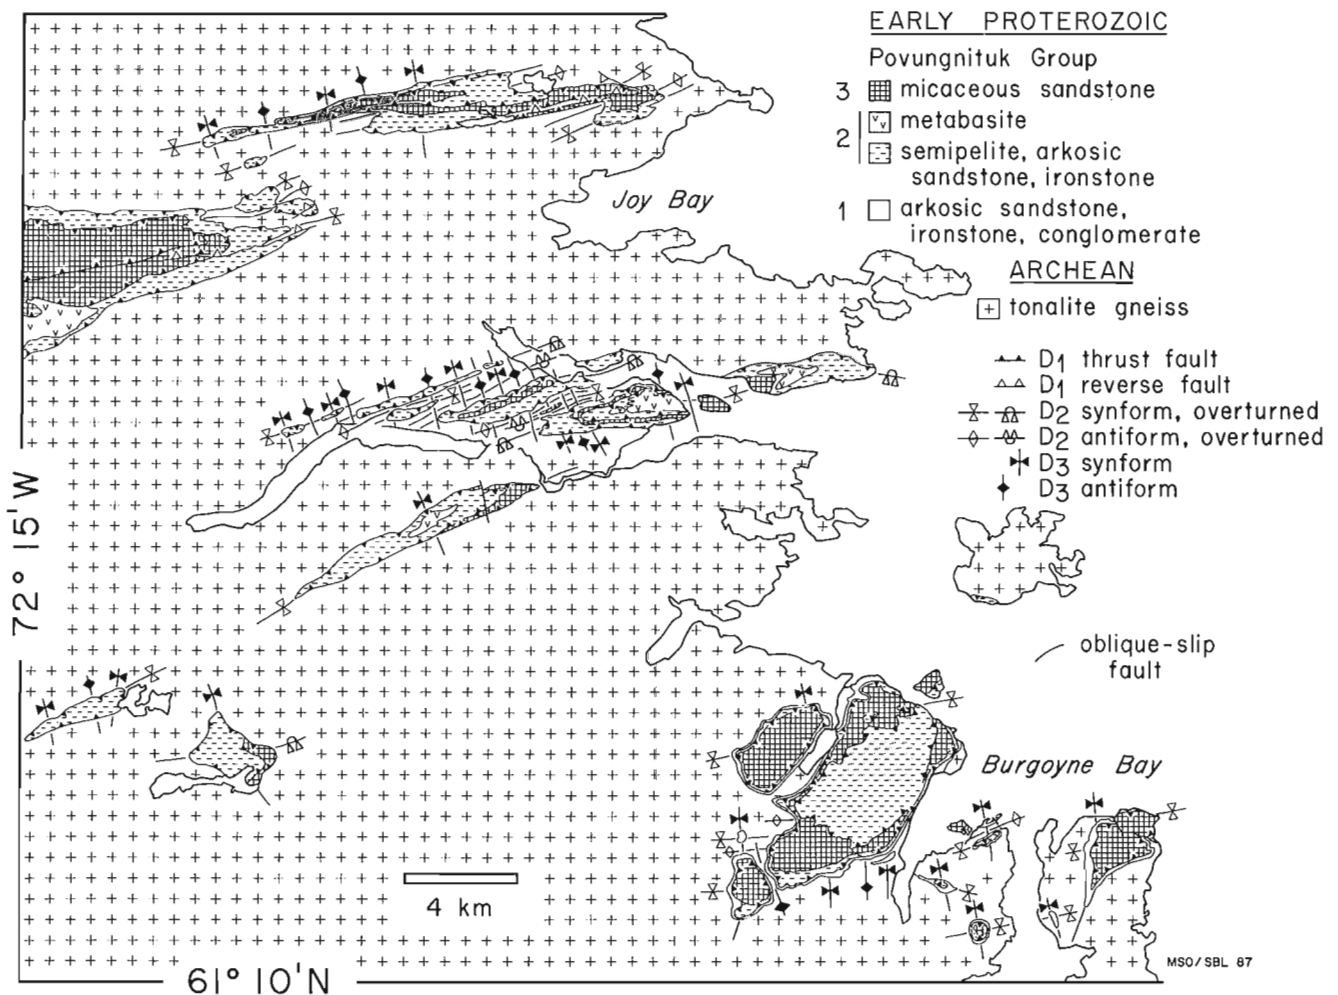 EARLY PROTEROZOIC
Povungnituk Group
3 micaceous sandstone
metabasite
2
semipelite, arkosic
sandstone, ironstone
1 arkosic sandstone,
ironstone, conglomerate
ARCHEAN
tonalite gneiss
D1 thrust fault
D1 reverse fault
D2 synform, overturned
D2 antiform, overturned
D3 synform
D3 antiform
Joy Bay
72° 15' W
oblique-slip
fault
Burgoyne Bay
4 km
61° 10'N
MSO/SBL 87